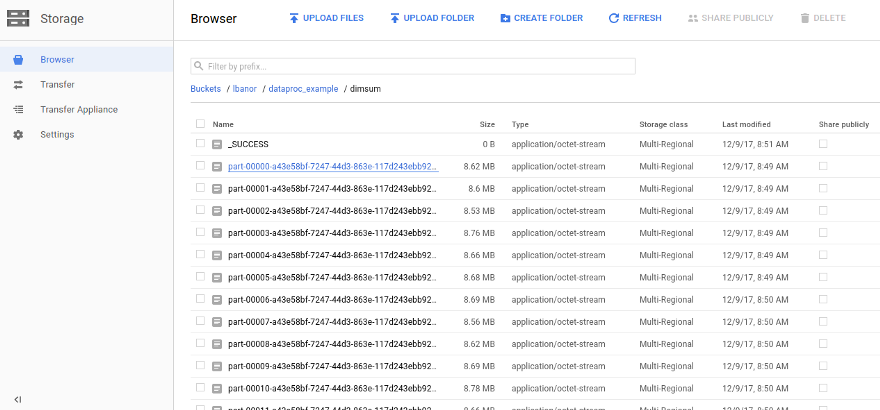 Storage
Browser
UPLOAD FILES
UPLOAD FOLDER
CREATE FOLDER
REFRESH
SHARE PUBLICLY
DELETE
Browser
Transfer
Transfer Appliance
Settings
Filter by prefix...
Buckets / lbanor / dataproc_example / dimsum
Name Size Type Storage class Last modified Share publicly
_SUCCESS 0 B application/octet-stream Multi-Regional 12/9/17, 8:51 AM
part-00000-a43e58bf-7247-44d3-863e-117d243ebb92... 8.62 MB application/octet-stream Multi-Regional 12/9/17, 8:49 AM
part-00001-a43e58bf-7247-44d3-863e-117d243ebb92... 8.6 MB application/octet-stream Multi-Regional 12/9/17, 8:49 AM
part-00002-a43e58bf-7247-44d3-863e-117d243ebb92... 8.53 MB application/octet-stream Multi-Regional 12/9/17, 8:49 AM
part-00003-a43e58bf-7247-44d3-863e-117d243ebb92... 8.76 MB application/octet-stream Multi-Regional 12/9/17, 8:49 AM
part-00004-a43e58bf-7247-44d3-863e-117d243ebb92... 8.66 MB application/octet-stream Multi-Regional 12/9/17, 8:49 AM
part-00005-a43e58bf-7247-44d3-863e-117d243ebb92... 8.68 MB application/octet-stream Multi-Regional 12/9/17, 8:49 AM
part-00006-a43e58bf-7247-44d3-863e-117d243ebb92... 8.69 MB application/octet-stream Multi-Regional 12/9/17, 8:50 AM
part-00007-a43e58bf-7247-44d3-863e-117d243ebb92... 8.56 MB application/octet-stream Multi-Regional 12/9/17, 8:50 AM
part-00008-a43e58bf-7247-44d3-863e-117d243ebb92... 8.62 MB application/octet-stream Multi-Regional 12/9/17, 8:50 AM
part-00009-a43e58bf-7247-44d3-863e-117d243ebb92... 8.69 MB application/octet-stream Multi-Regional 12/9/17, 8:50 AM
part-00010-a43e58bf-7247-44d3-863e-117d243ebb92... 8.78 MB application/octet-stream Multi-Regional 12/9/17, 8:50 AM